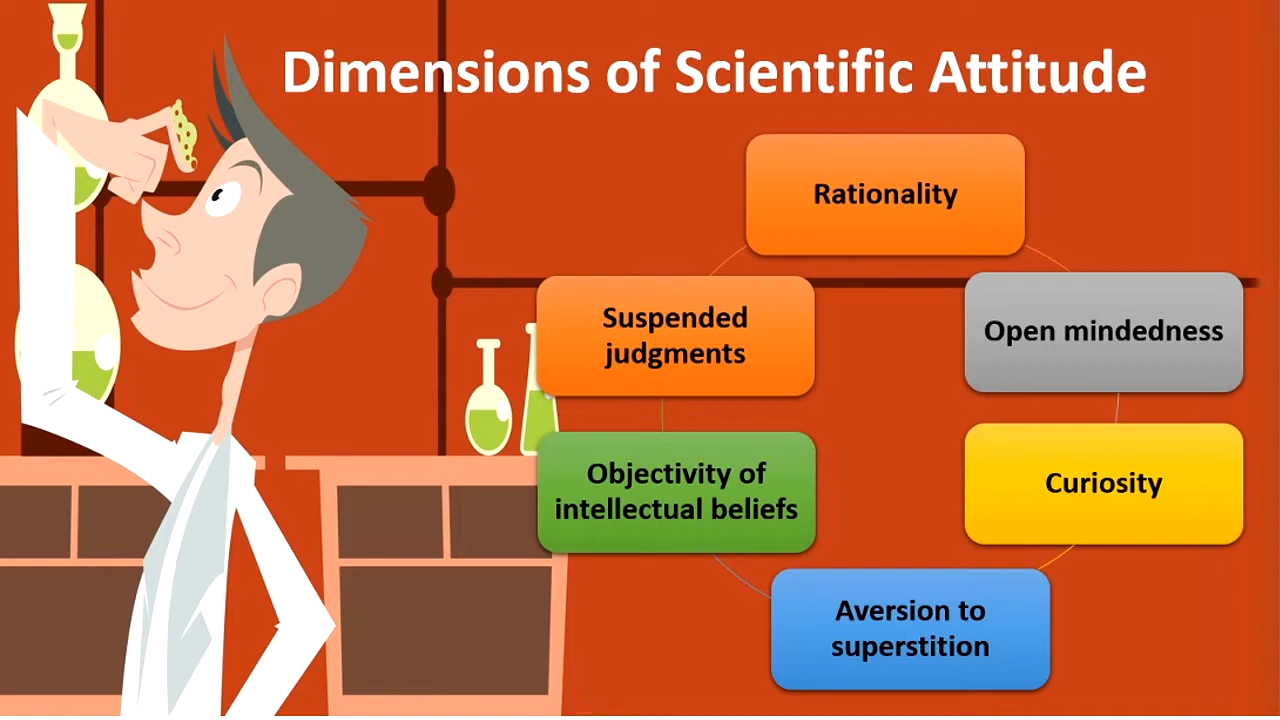 Dimensions of Scientific Attitude
Rationality
Open mindedness
Curiosity
Aversion to
superstition
Objectivity of
intellectual beliefs
Suspended
judgments